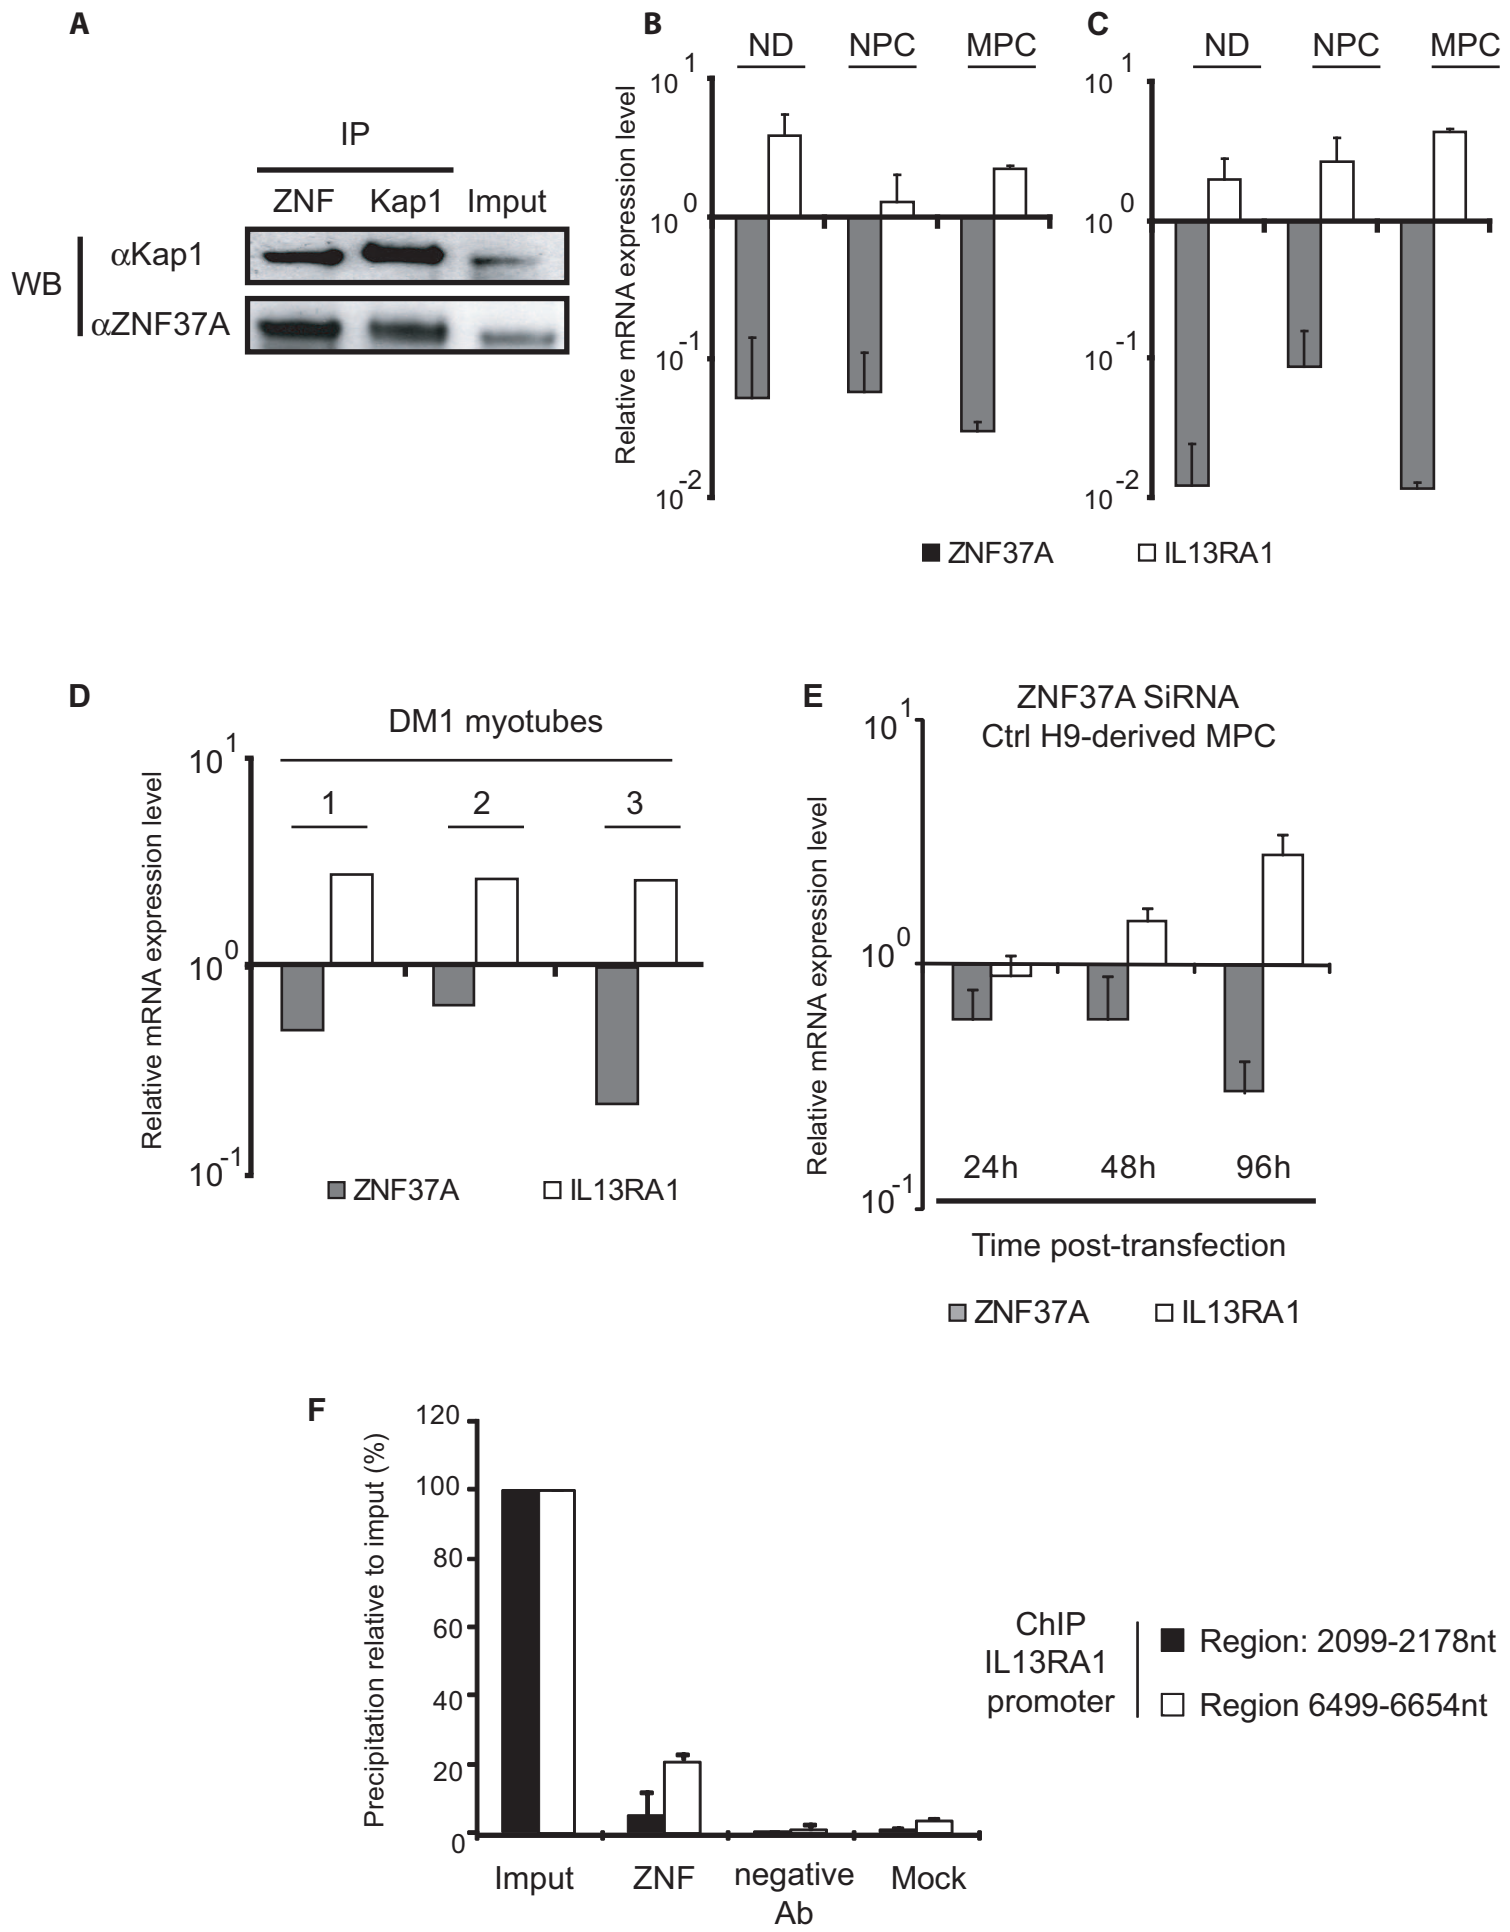 A
IP
ZNF Kap1 Imput
WB
αKap1
αZNF37A
B
ND NPC MPC
Relative mRNA expression level
10 1
10 0
10 -1
10 -2
C
ND NPC MPC
10 1
10 0
10 -1
10 -2
ZNF37A IL13RA1
D
DM1 myotubes
1 2 3
Relative mRNA expression level
10 1
10 0
10 -1
ZNF37A IL13RA1
E
ZNF37A SiRNA
Ctrl H9-derived MPC
Relative mRNA expression level
10 1
10 0
10 -1
24h 48h 96h
Time post-transfection
ZNF37A IL13RA1
F
Precipitation relative to imput (%)
120
100
80
60
40
20
0
Imput ZNF negative Ab Mock
ChIP
IL13RA1
promoter
Region: 2099-2178nt
Region 6499-6654nt